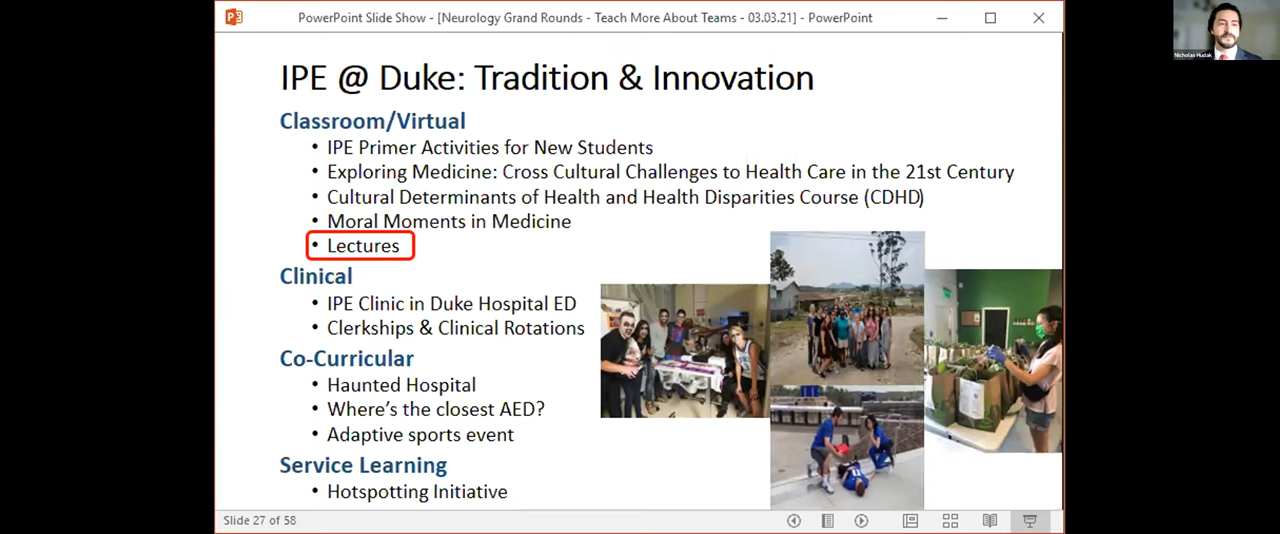 PowerPoint Slide Show - [Neurology Grand Rounds - Teach More About Teams - 03.03.21] - PowerPoint
Nicholas Hudak
IPE @ Duke: Tradition & Innovation
Classroom/Virtual
• IPE Primer Activities for New Students
• Exploring Medicine: Cross Cultural Challenges to Health Care in the 21st Century
• Cultural Determinants of Health and Health Disparities Course (CDHD)
• Moral Moments in Medicine
• Lectures
Clinical
• IPE Clinic in Duke Hospital ED
• Clerkships & Clinical Rotations
Co-Curricular
• Haunted Hospital
• Where's the closest AED?
• Adaptive sports event
Service Learning
• Hotspotting Initiative
Slide 27 of 58